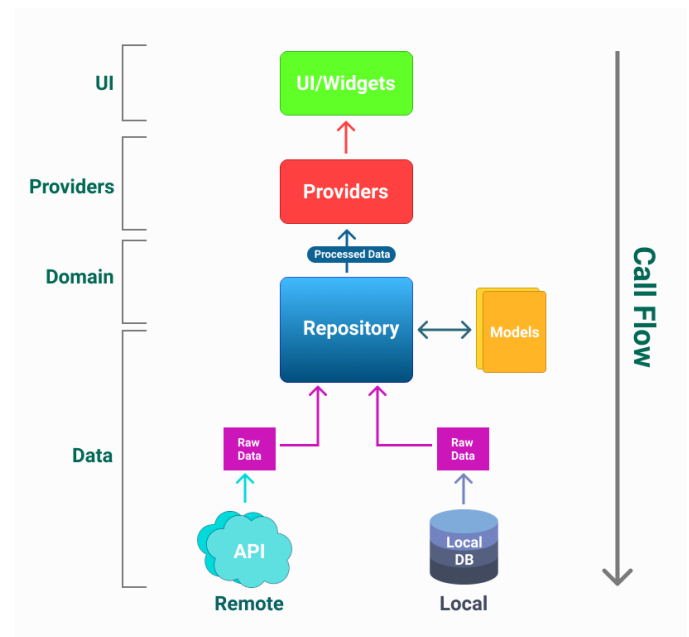 UI
UI/Widgets
Providers
Providers
Processed Data
Domain
Repository
Models
Call Flow
Data
Raw
Data
Raw
Data
API
Local
DB
Remote
Local